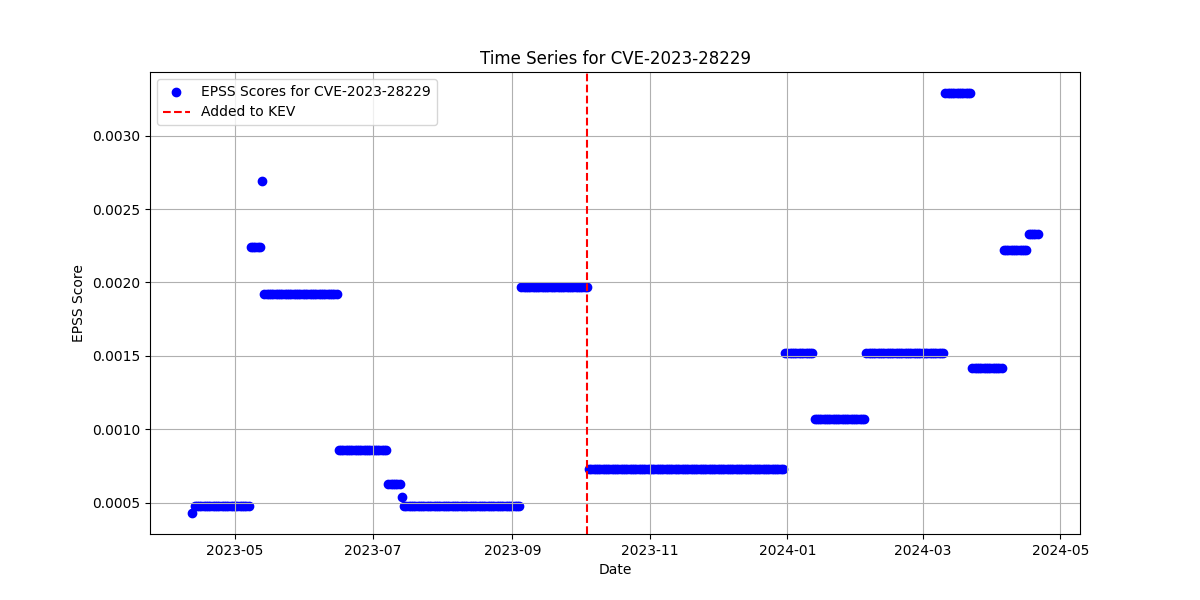 Time Series for CVE-2023-28229
EPSS Scores for CVE-2023-28229
Added to KEV
EPSS Score
0.0030
0.0025
0.0020
0.0015
0.0010
0.0005
2023-05
2023-07
2023-09
2023-11
2024-01
2024-03
2024-05
Date